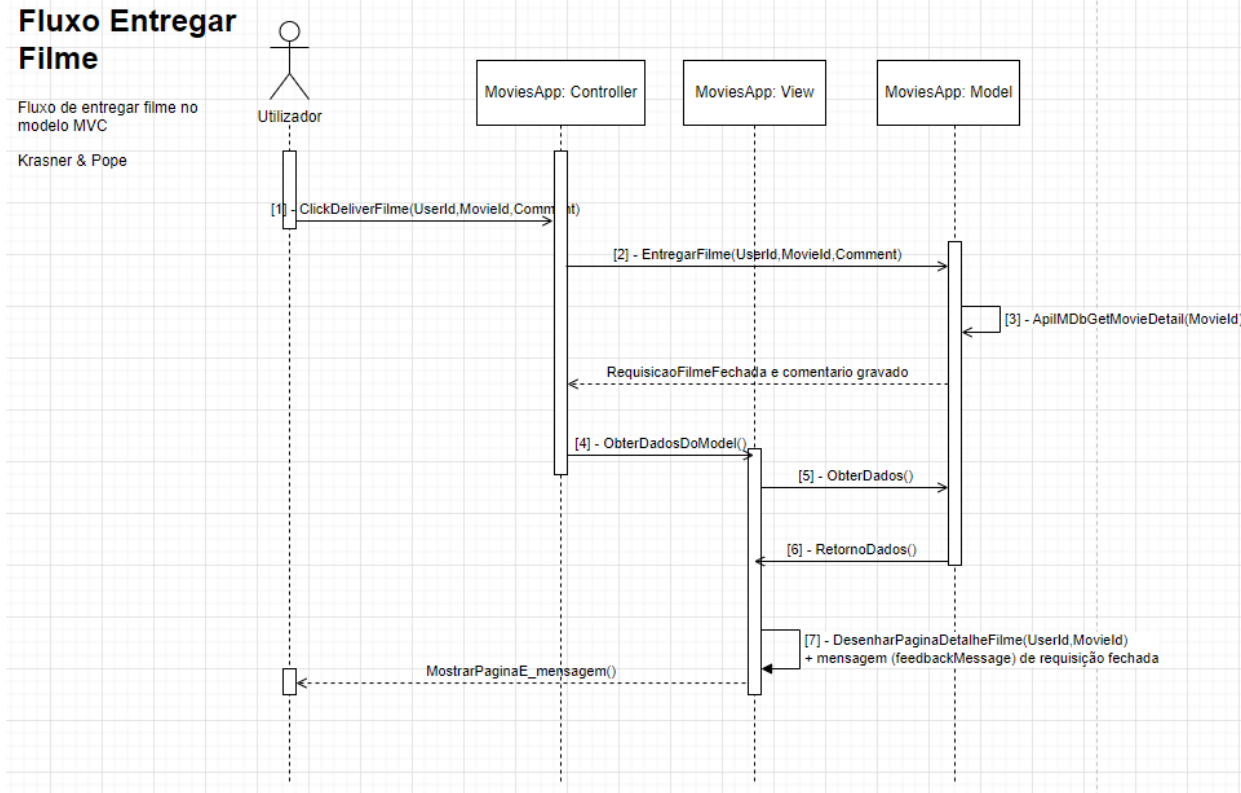 Fluxo Entregar
Filme
Fluxo de entregar filme no
modelo MVC
Krasner & Pope
Utilizador
MoviesApp: Controller
MoviesApp: View
MoviesApp: Model
[1] - ClickDeliverFilme(UserId,MovieId,Comment)
[2] - EntregarFilme(UserId,MovieId,Comment)
[3] - ApiIMDbGetMovieDetail(MovieId)
RequisicaoFilmeFechada e comentario gravado
[4] - ObterDadosDoModel()
[5] - ObterDados()
[6] - RetornoDados()
[7] - DesenharPaginaDetalheFilme(UserId,MovieId)
+ mensagem (feedbackMessage) de requisição fechada
MostrarPaginaE_mensagem()